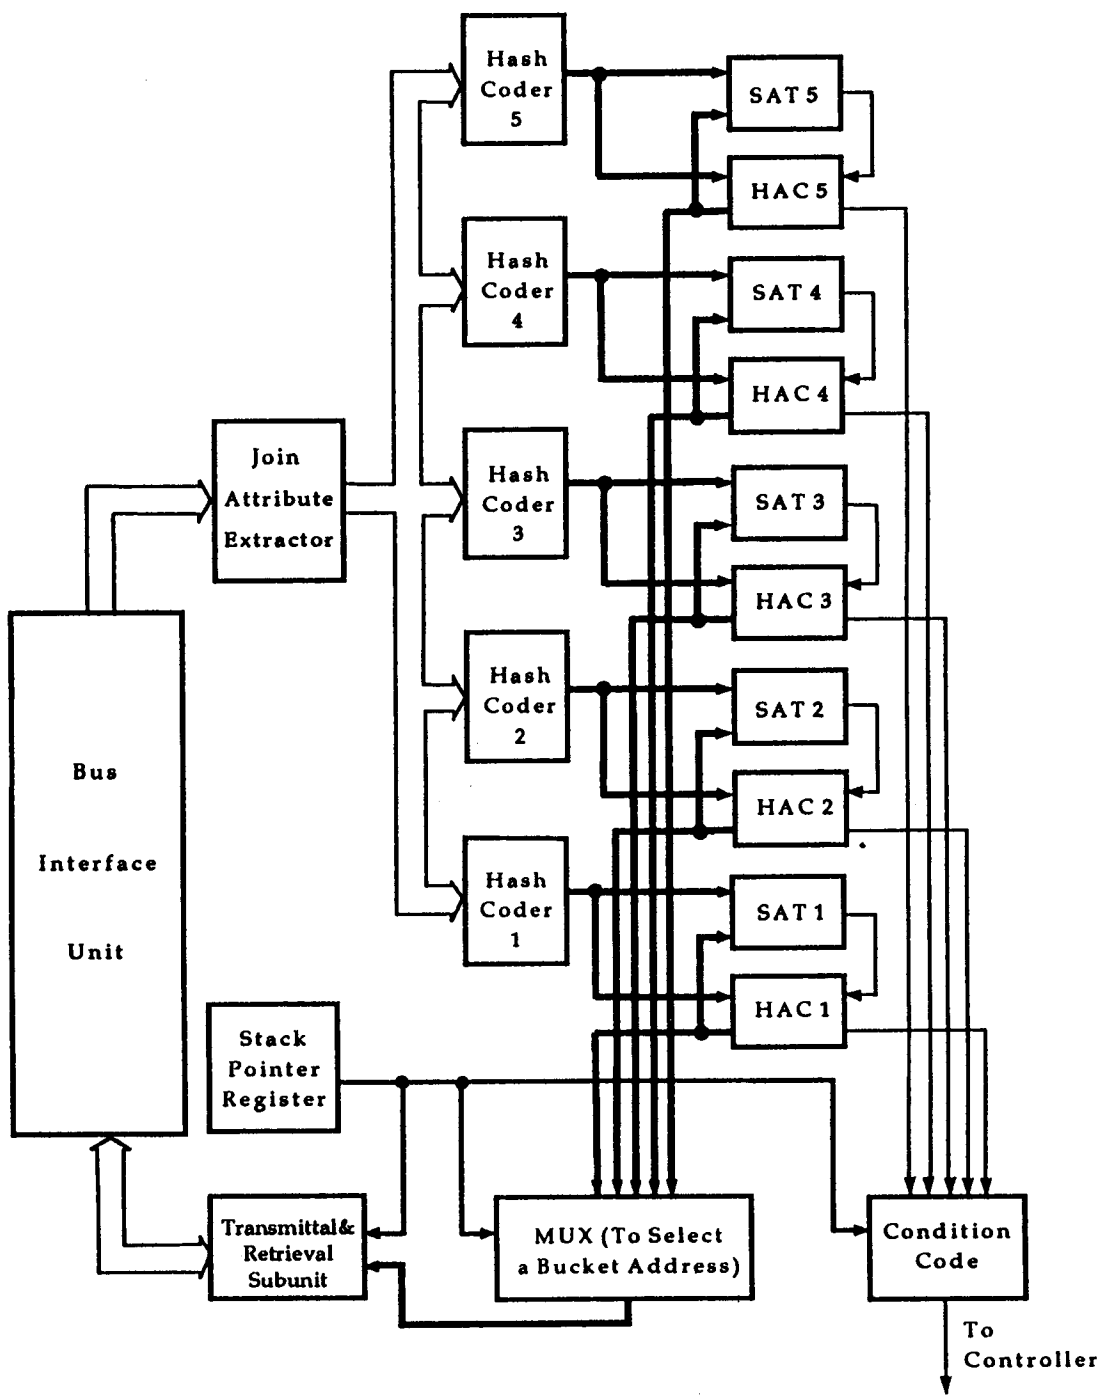 Hash
Coder
5
SAT 5
HAC 5
Hash
Coder
4
SAT 4
HAC 4
Join
Attribute
Extractor
Hash
Coder
3
SAT 3
HAC 3
Hash
Coder
2
SAT 2
HAC 2
Bus
Interface
Unit
Hash
Coder
1
SAT 1
HAC 1
Stack
Pointer
Register
Transmittal &
Retrieval
Subunit
MUX (To Select
a Bucket Address)
Condition
Code
To
Controller